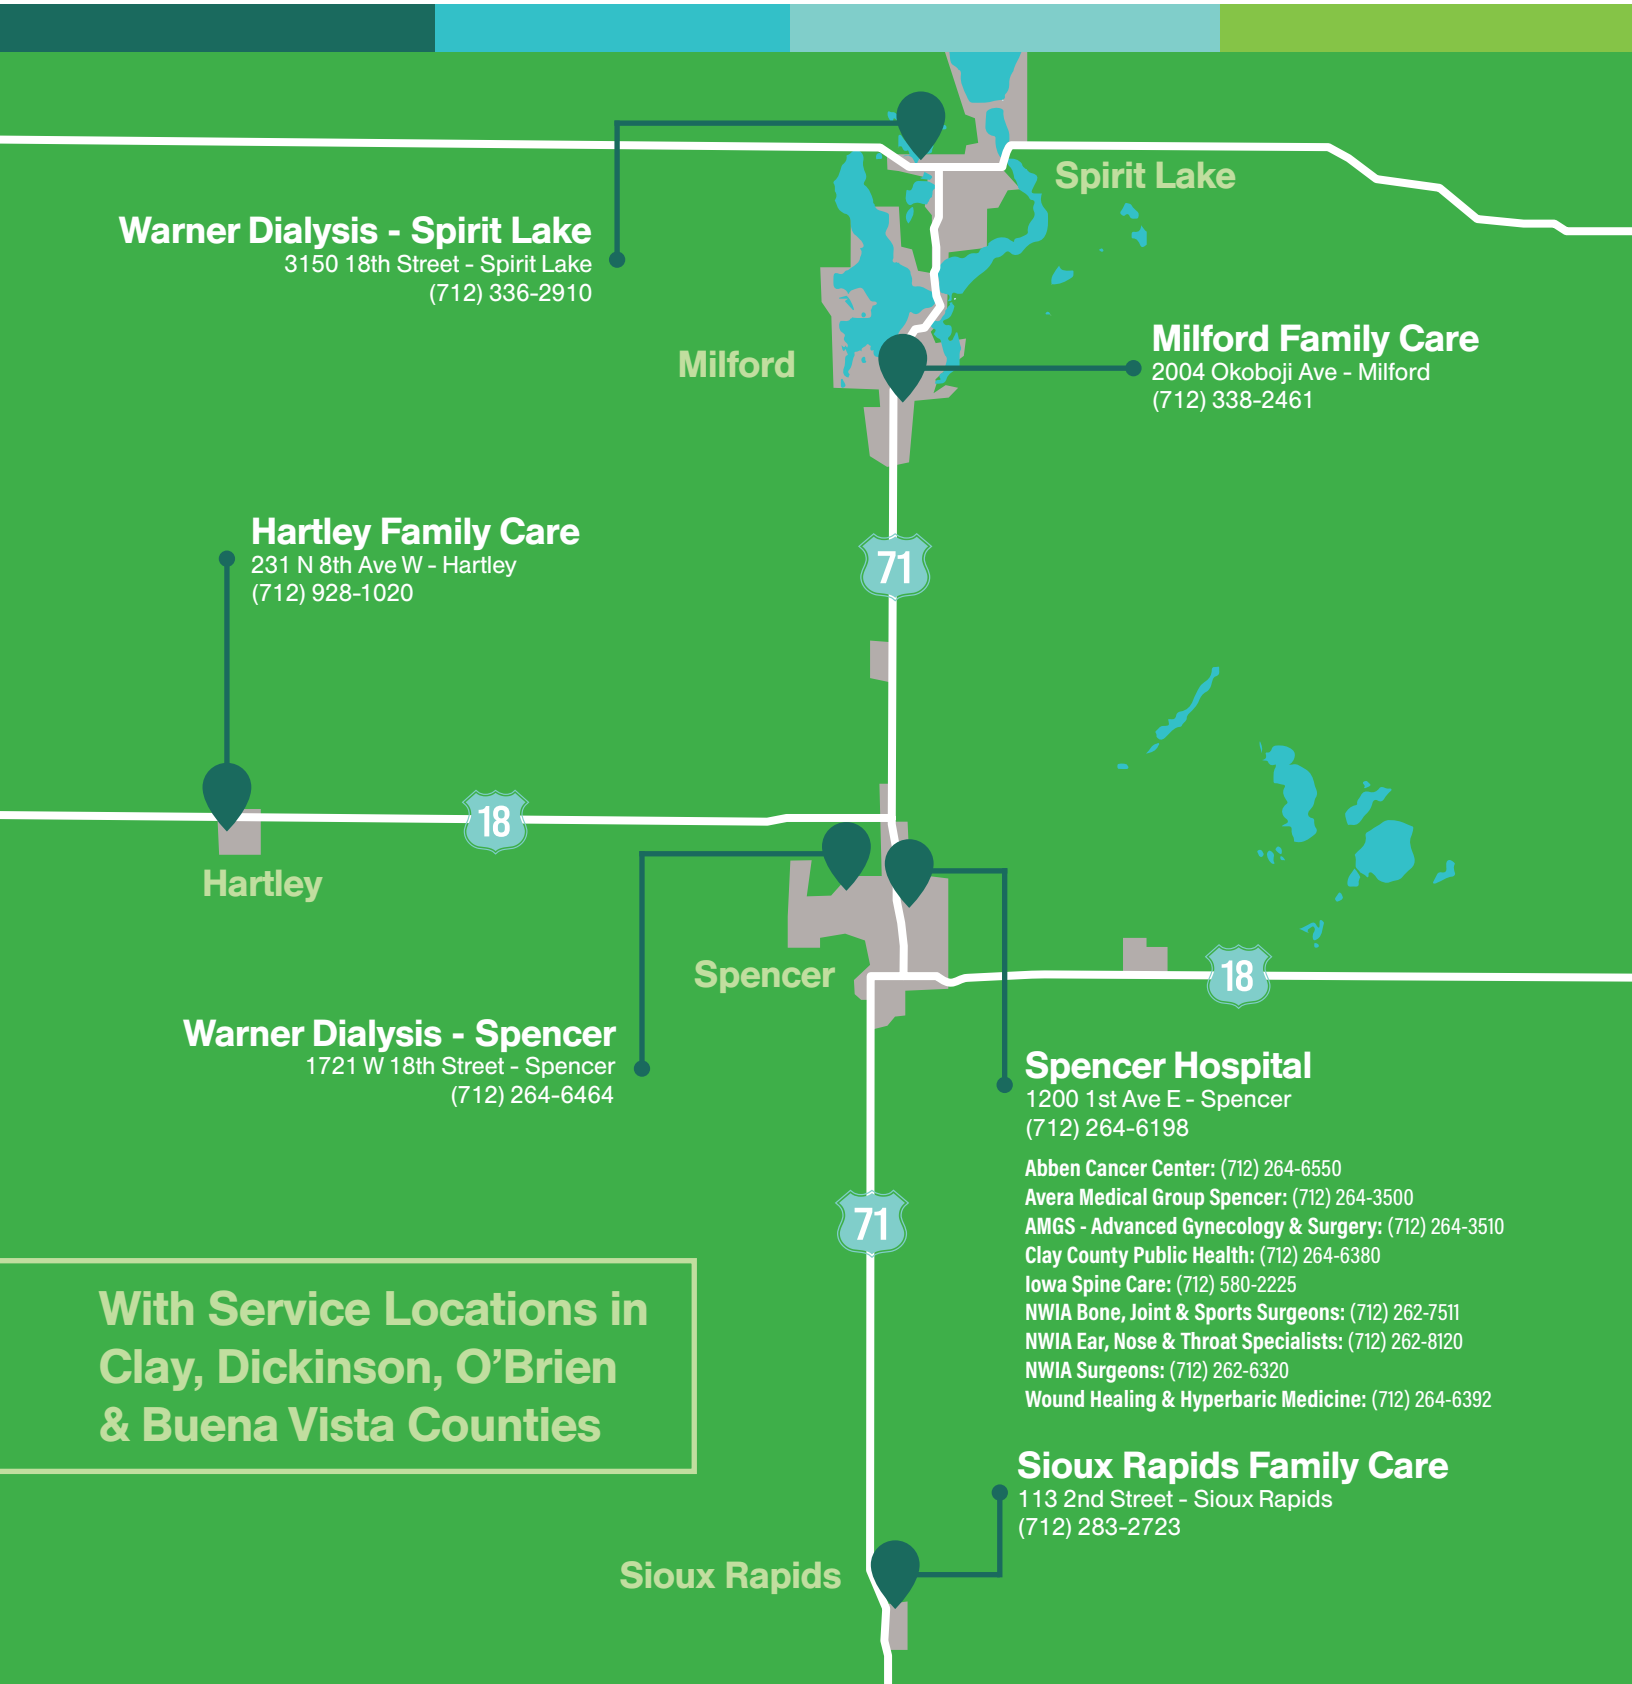 Spirit Lake
Warner Dialysis - Spirit Lake
3150 18th Street - Spirit Lake
(712) 336-2910
Milford Family Care
2004 Okoboji Ave - Milford
(712) 338-2461
Milford
Hartley Family Care
231 N 8th Ave W - Hartley
(712) 928-1020
71
18
Hartley
Spencer
18
Warner Dialysis - Spencer
1721 W 18th Street - Spencer
(712) 264-6464
Spencer Hospital
1200 1st Ave E - Spencer
(712) 264-6198
Abben Cancer Center: (712) 264-6550
Avera Medical Group Spencer: (712) 264-3500
AMGS - Advanced Gynecology & Surgery: (712) 264-3510
Clay County Public Health: (712) 264-6380
Iowa Spine Care: (712) 580-2225
NWIA Bone, Joint & Sports Surgeons: (712) 262-7511
NWIA Ear, Nose & Throat Specialists: (712) 262-8120
NWIA Surgeons: (712) 262-6320
Wound Healing & Hyperbaric Medicine: (712) 264-6392
71
With Service Locations in
Clay, Dickinson, O’Brien
& Buena Vista Counties
Sioux Rapids Family Care
113 2nd Street - Sioux Rapids
(712) 283-2723
Sioux Rapids